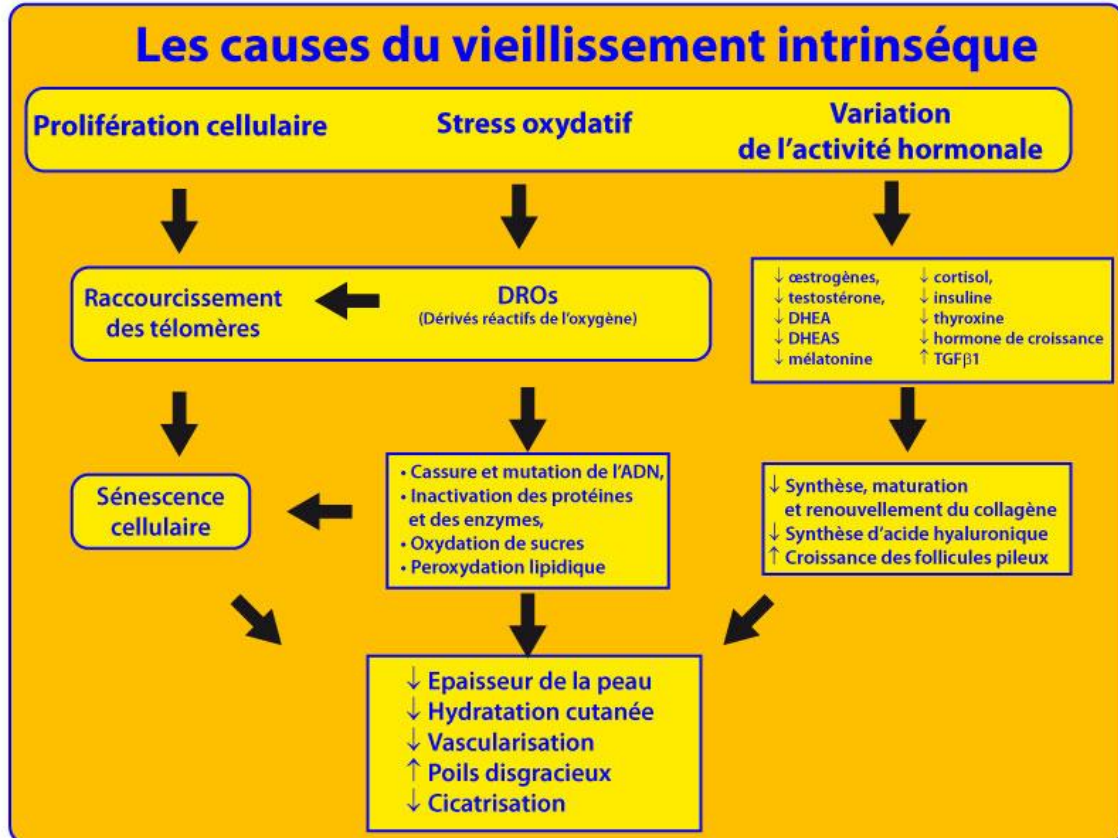 Les causes du vieillissement intrinséque
Prolifération cellulaire
Stress oxydatif
Variation
de l'activité hormonale
Raccourcissement
des télomères
DROs
(Dérivés réactifs de l'oxygène)
↓ œstrogènes,
↓ testostérone,
↓ DHEA
↓ DHEAS
↓ mélatonine
↓ cortisol,
↓ insuline
↓ thyroxine
↓ hormone de croissance
↑ TGFβ1
Sénescence
cellulaire
• Cassure et mutation de l'ADN,
• Inactivation des protéines
et des enzymes,
• Oxydation de sucres
• Peroxydation lipidique
↓ Synthèse, maturation
et renouvellement du collagène
↓ Synthèse d'acide hyaluronique
↑ Croissance des follicules pileux
↓ Epaisseur de la peau
↓ Hydratation cutanée
↓ Vascularisation
↑ Poils disgracieux
↓ Cicatrisation